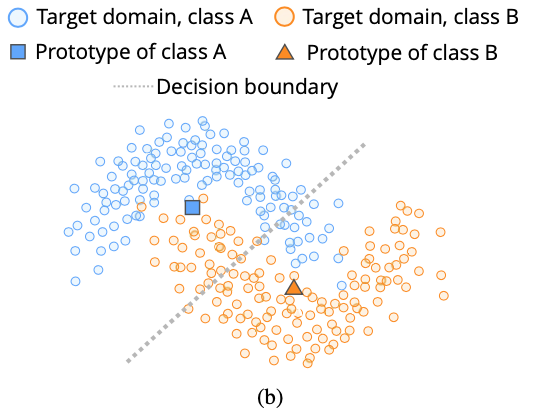 Target domain, class A Target domain, class B
Prototype of class A Prototype of class B
Decision boundary
(b)